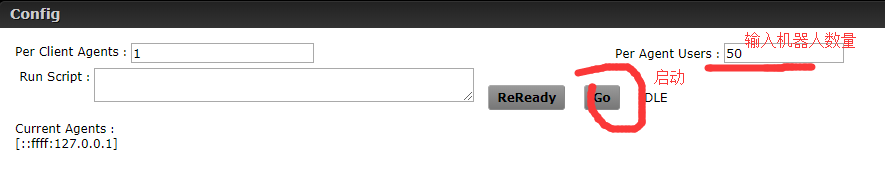 Config
Per Client Agents : 1
Per Agent Users : 50
输入机器人数量
Run Script :
ReReady
Go
启动
DLE
Current Agents :
[::ffff:127.0.0.1]